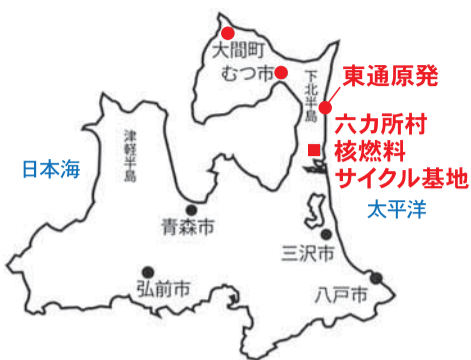 大間町
むつ市
下北半島
東通原発
六カ所村
核燃料
サイクル基地
津軽半島
日本海
太平洋
青森市
三沢市
弘前市
八戸市